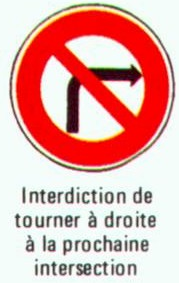 Interdiction de
tourner à droite
à la prochaine
intersection